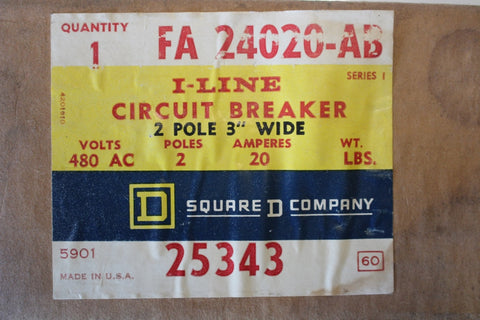 QUANTITY
1
FA 24020-AB
I-LINE
SERIES 1
CIRCUIT BREAKER
2 POLE 3" WIDE
VOLTS POLES AMPERES WT.
480 AC 2 20 LBS.
4201610
D SQUARE D COMPANY
5901
25343
MADE IN U.S.A.
60